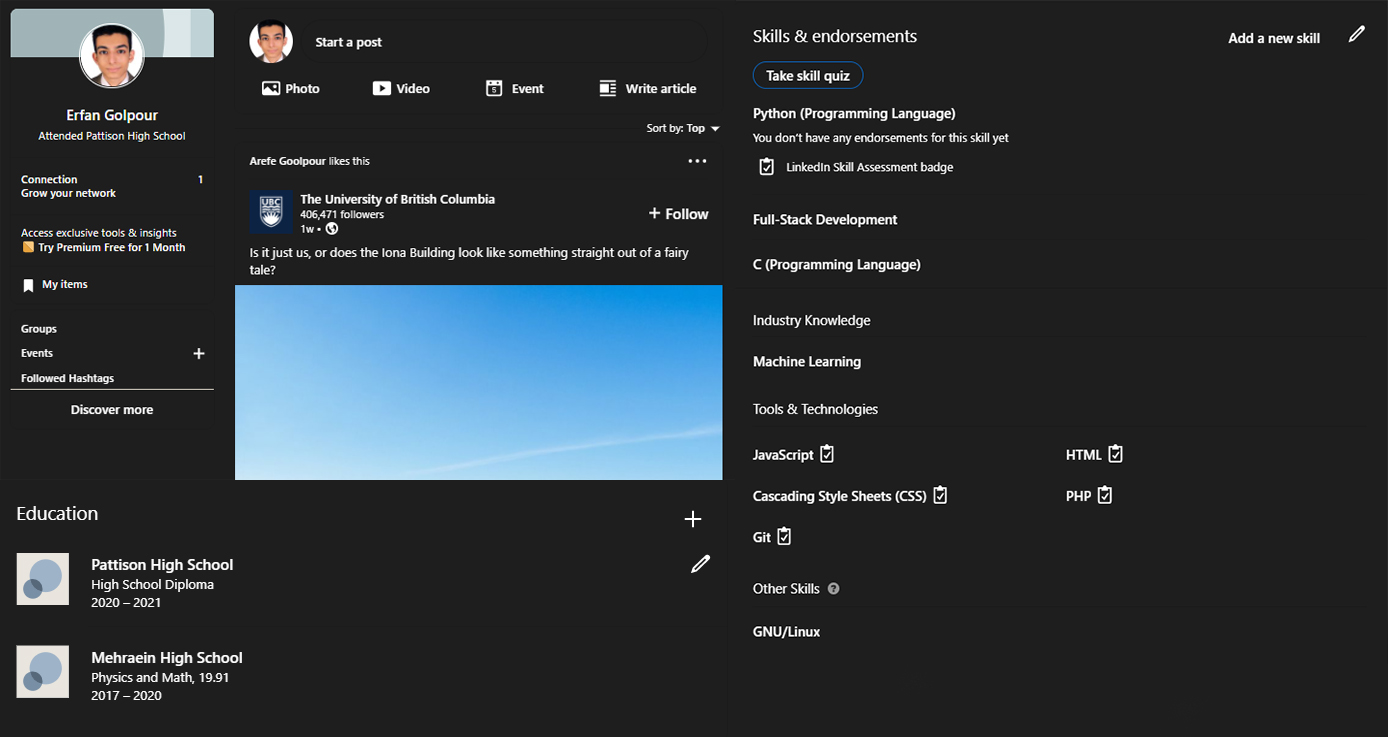 Erfan Golpour
Attended Pattison High School
Connection 1
Grow your network
Access exclusive tools & insights
Try Premium Free for 1 Month
My items
Groups
Events
Followed Hashtags
Discover more
Start a post
Photo Video Event Write article
Sort by: Top
Arefe Goolpour likes this
UBC
The University of British Columbia
406,471 followers
1w •
+ Follow
Is it just us, or does the Iona Building look like something straight out of a fairy
tale?
Education
Pattison High School
High School Diploma
2020 – 2021
Mehraein High School
Physics and Math, 19.91
2017 – 2020
Skills & endorsements
Add a new skill
Take skill quiz
Python (Programming Language)
You don't have any endorsements for this skill yet
LinkedIn Skill Assessment badge
Full-Stack Development
C (Programming Language)
Industry Knowledge
Machine Learning
Tools & Technologies
JavaScript HTML
Cascading Style Sheets (CSS) PHP
Git
Other Skills ?
GNU/Linux